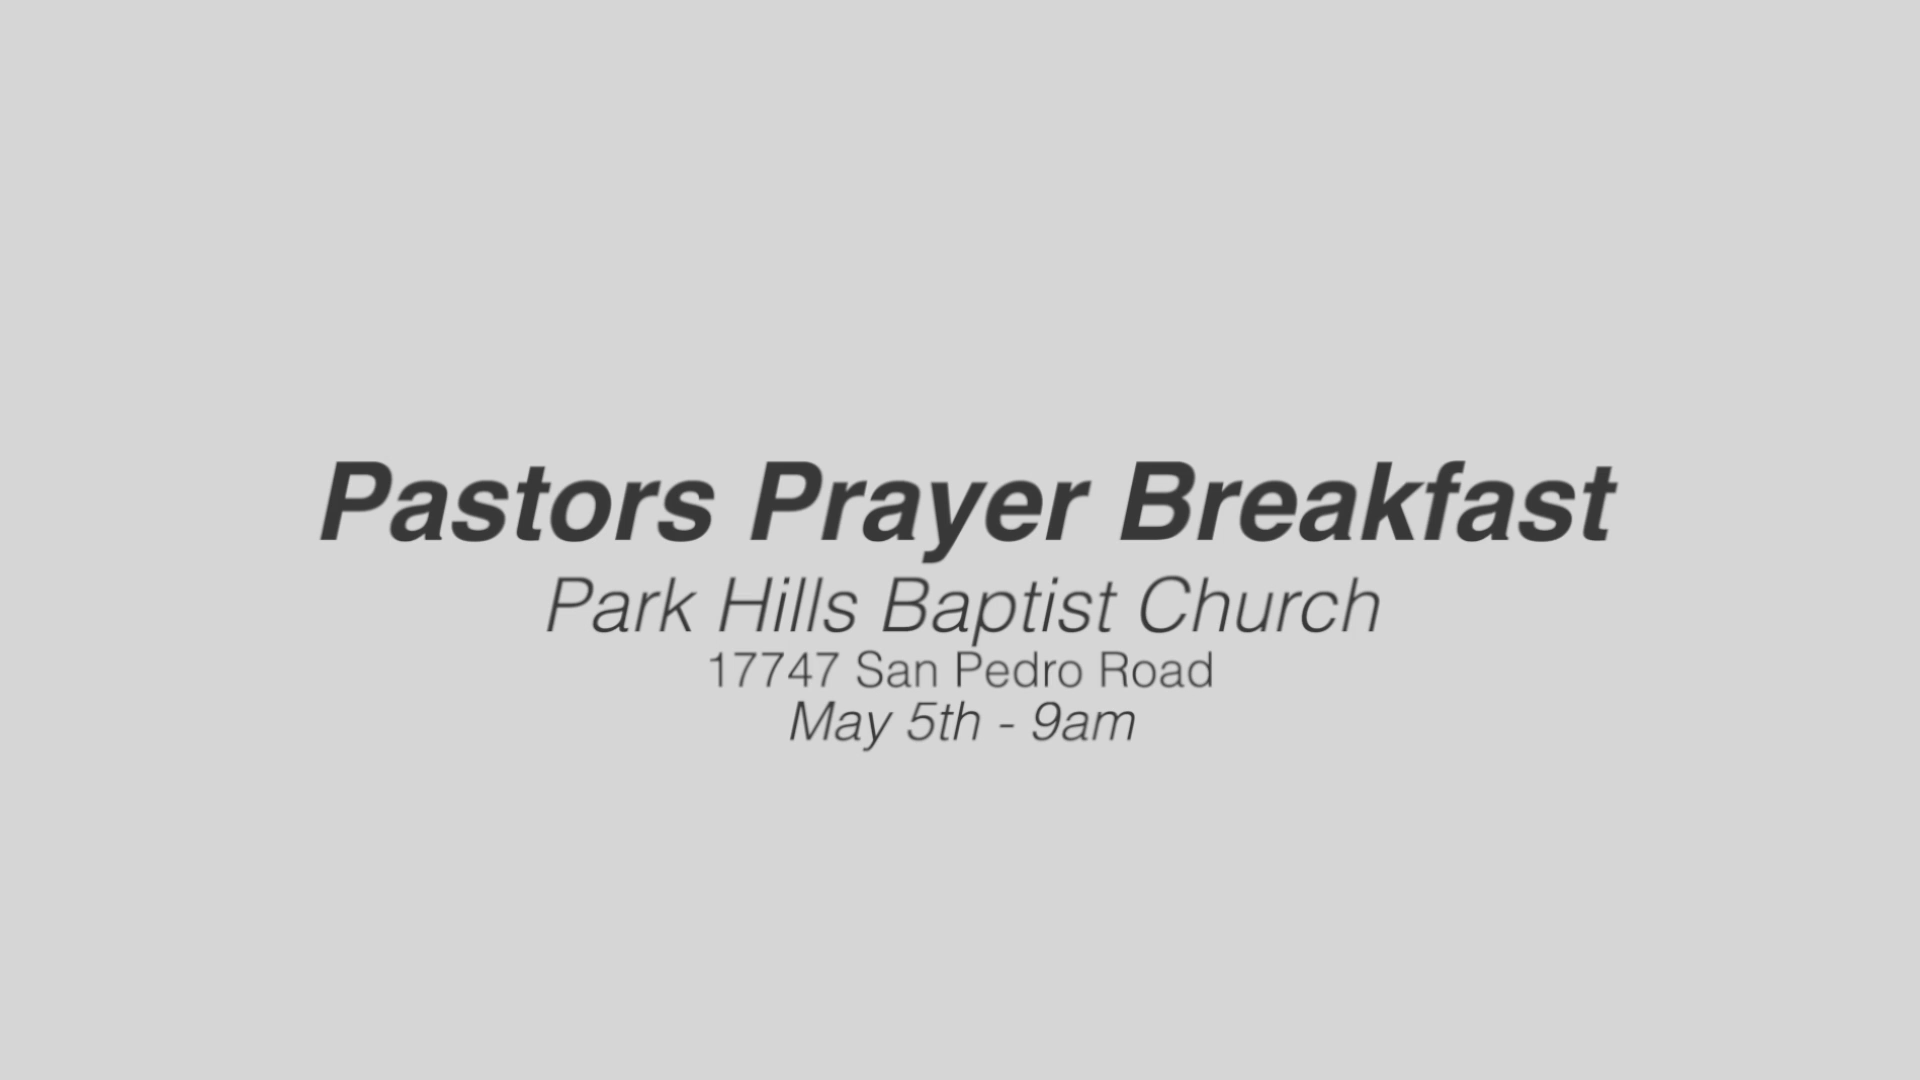 Pastors Prayer Breakfast
Park Hills Baptist Church
17747 San Pedro Road
May 5th - 9am